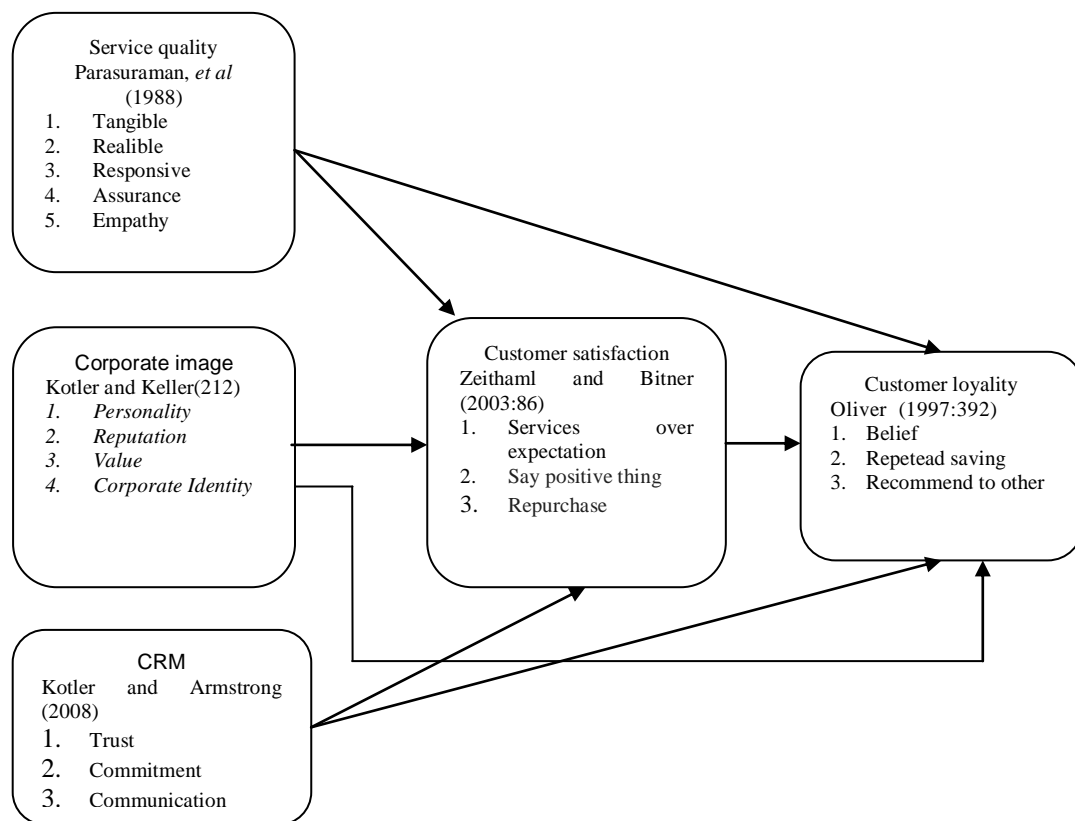 Service quality
Parasuraman, et al
(1988)
1. Tangible
2. Realible
3. Responsive
4. Assurance
5. Empathy
Corporate image
Kotler and Keller(212)
1. Personality
2. Reputation
3. Value
4. Corporate Identity
CRM
Kotler and Armstrong
(2008)
1. Trust
2. Commitment
3. Communication
Customer satisfaction
Zeithaml and Bitner
(2003:86)
1. Services over
expectation
2. Say positive thing
3. Repurchase
Customer loyality
Oliver (1997:392)
1. Belief
2. Repetead saving
3. Recommend to other